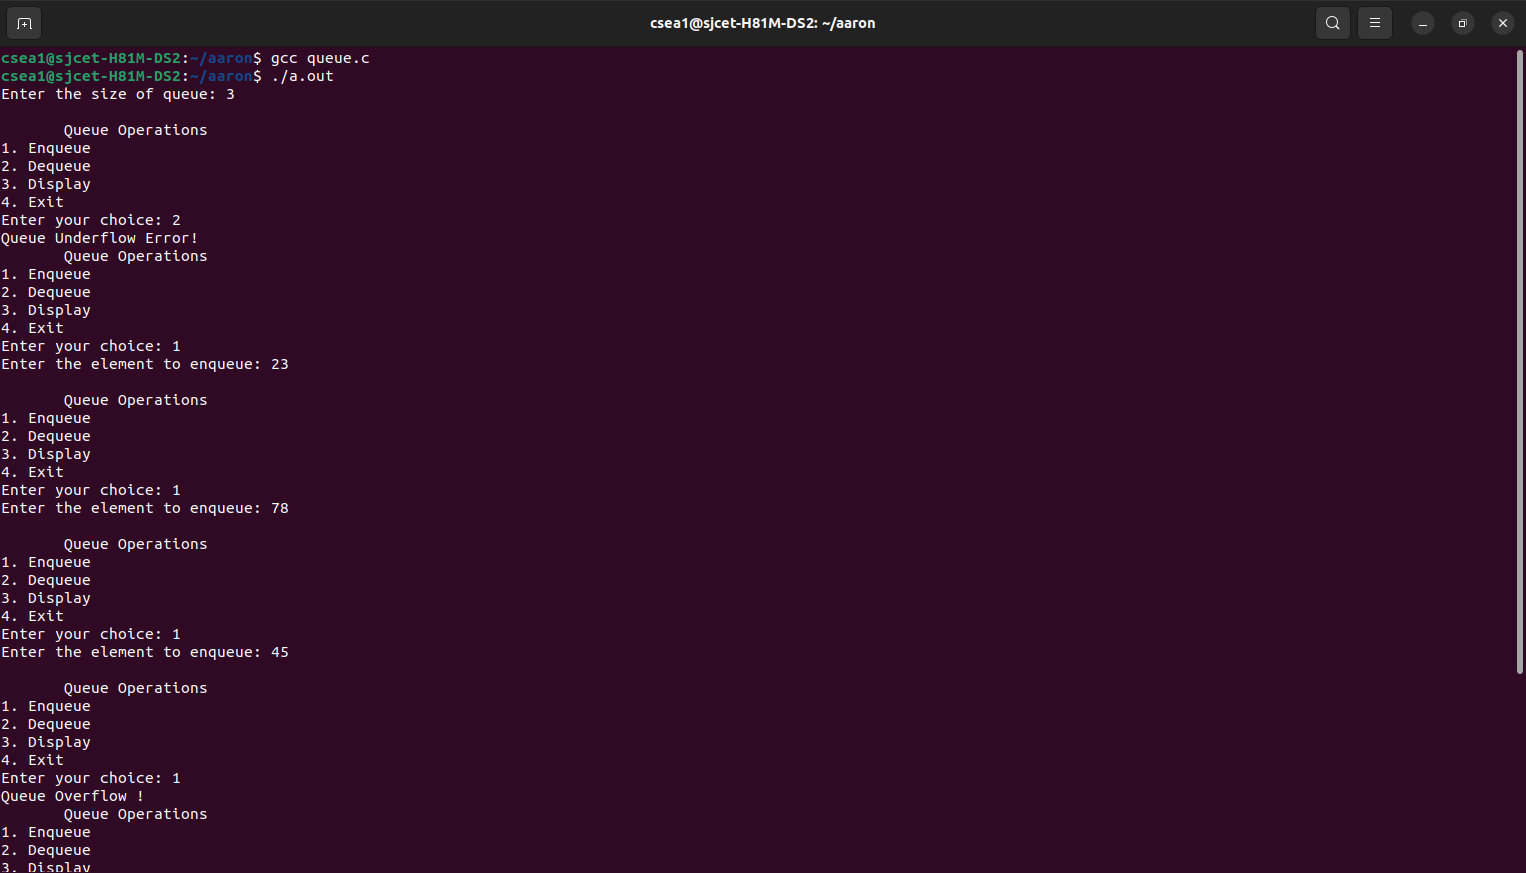 csea1@sjcet-H81M-DS2: ~/aaron
csea1@sjcet-H81M-DS2:~/aaron$ gcc queue.c
csea1@sjcet-H81M-DS2:~/aaron$ ./a.out
Enter the size of queue: 3
Queue Operations
1. Enqueue
2. Dequeue
3. Display
4. Exit
Enter your choice: 2
Queue Underflow Error!
Queue Operations
1. Enqueue
2. Dequeue
3. Display
4. Exit
Enter your choice: 1
Enter the element to enqueue: 23
Queue Operations
1. Enqueue
2. Dequeue
3. Display
4. Exit
Enter your choice: 1
Enter the element to enqueue: 78
Queue Operations
1. Enqueue
2. Dequeue
3. Display
4. Exit
Enter your choice: 1
Enter the element to enqueue: 45
Queue Operations
1. Enqueue
2. Dequeue
3. Display
4. Exit
Enter your choice: 1
Queue Overflow !
Queue Operations
1. Enqueue
2. Dequeue
3. Display